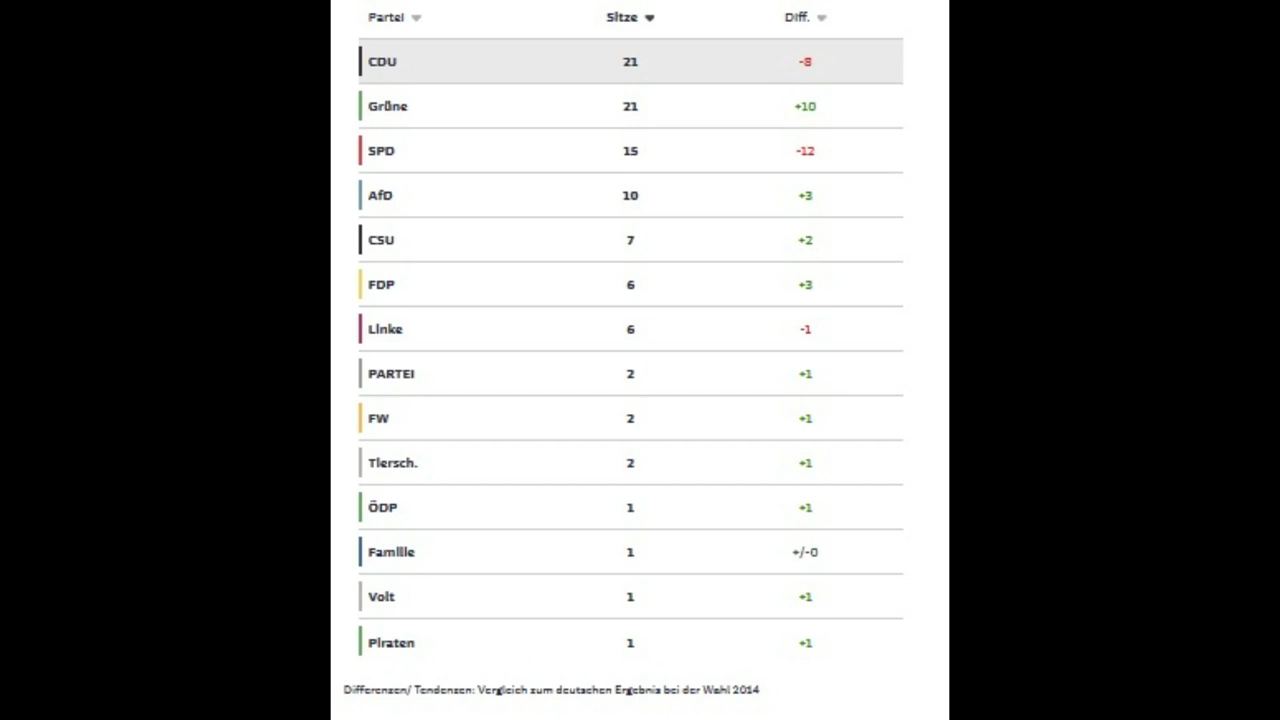 Partei Sitze Diff.
CDU 21 -8
Grüne 21 +10
SPD 15 -12
AfD 10 +3
CSU 7 +2
FDP 6 +3
Linke 6 -1
PARTEI 2 +1
FW 2 +1
Tiersch. 2 +1
ÖDP 1 +1
Familie 1 +/-0
Volt 1 +1
Piraten 1 +1
Differenzen/ Tendenzen: Vergleich zum deutschen Ergebnis bei der Wahl 2014